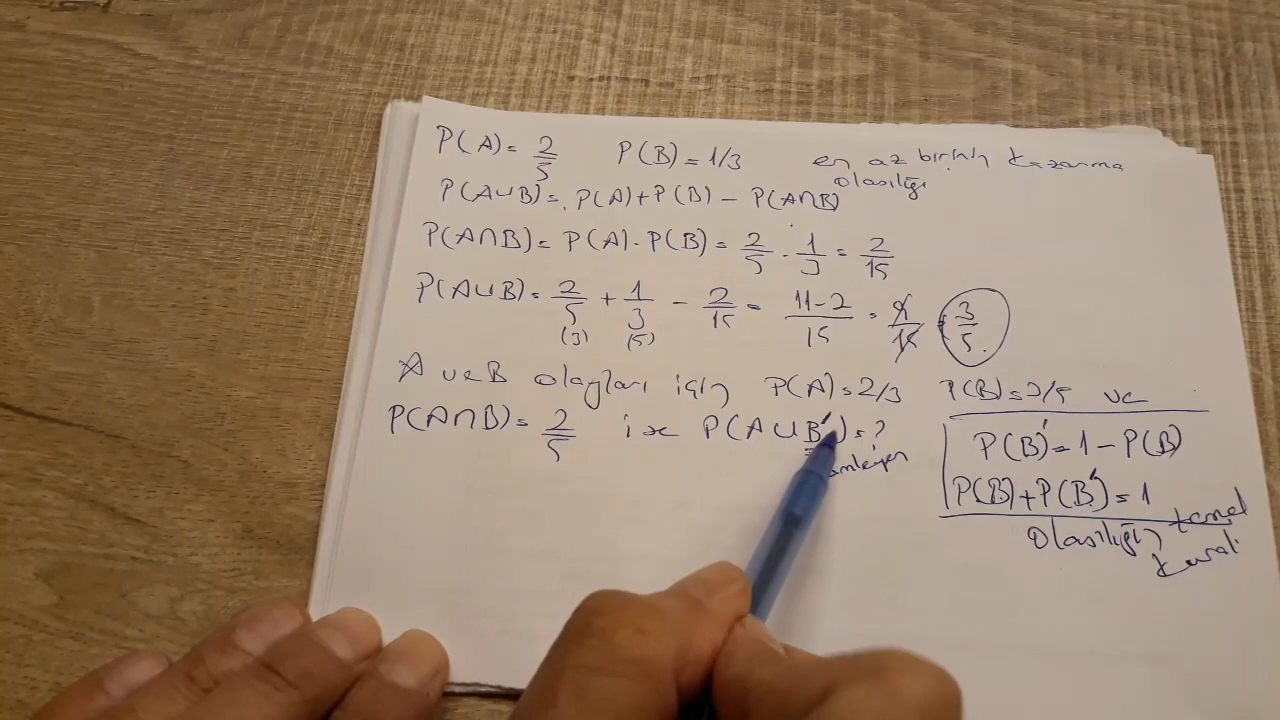 P(A) = 2/5 P(B) = 1/3 en az birinin kazanma
olasılığı
P(A∪B) = P(A) + P(B) - P(A∩B)
P(A∩B) = P(A) · P(B) = 2/5 · 1/3 = 2/15
P(A∪B) = 2/5 + 1/3 - 2/15 = 11-2/15 = 9/15 = 3/5
(3) (5)
A ve B olayları için P(A) = 2/3 P(B) = 2/5 ve
P(A∩B) = 2/5 ise P(A∪B') = ?
P(B') = 1 - P(B)
P(B) + P(B') = 1
Olasılığın temel
kuralı